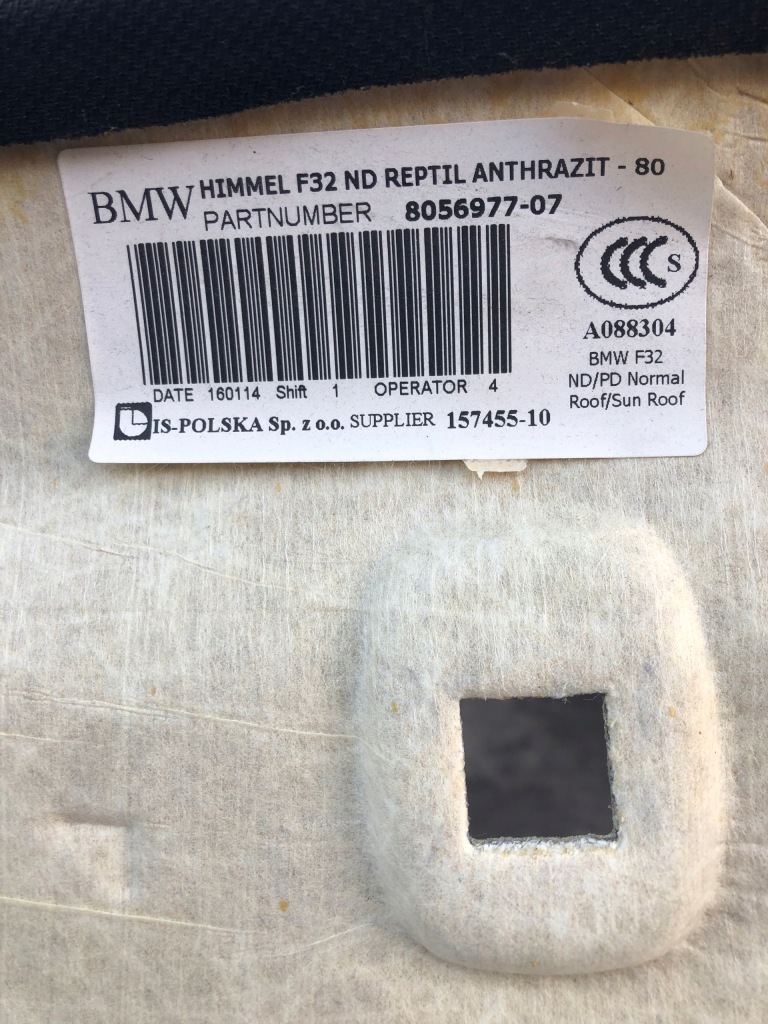 BMW HIMMEL F32 ND REPTIL ANTHRAZIT - 80
PARTNUMBER 8056977-07
CCC S
A088304
BMW F32
ND/PD Normal
Roof/Sun Roof
DATE 160114 Shift 1 OPERATOR 4
IS-POLSKA Sp. z o.o. SUPPLIER 157455-10